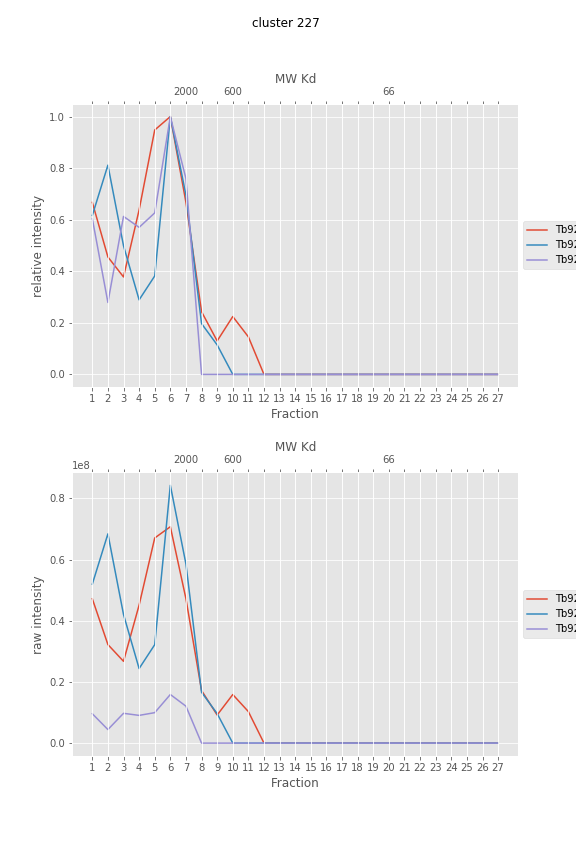 cluster 227
MW Kd
2000 600 66
1.0
0.8
0.6
0.4
0.2
0.0
relative intensity
1 2 3 4 5 6 7 8 9 10 11 12 13 14 15 16 17 18 19 20 21 22 23 24 25 26 27
Fraction
Tb92
Tb92
Tb92
MW Kd
2000 600 66
1e8
0.8
0.6
0.4
0.2
0.0
raw intensity
1 2 3 4 5 6 7 8 9 10 11 12 13 14 15 16 17 18 19 20 21 22 23 24 25 26 27
Fraction
Tb92
Tb92
Tb92